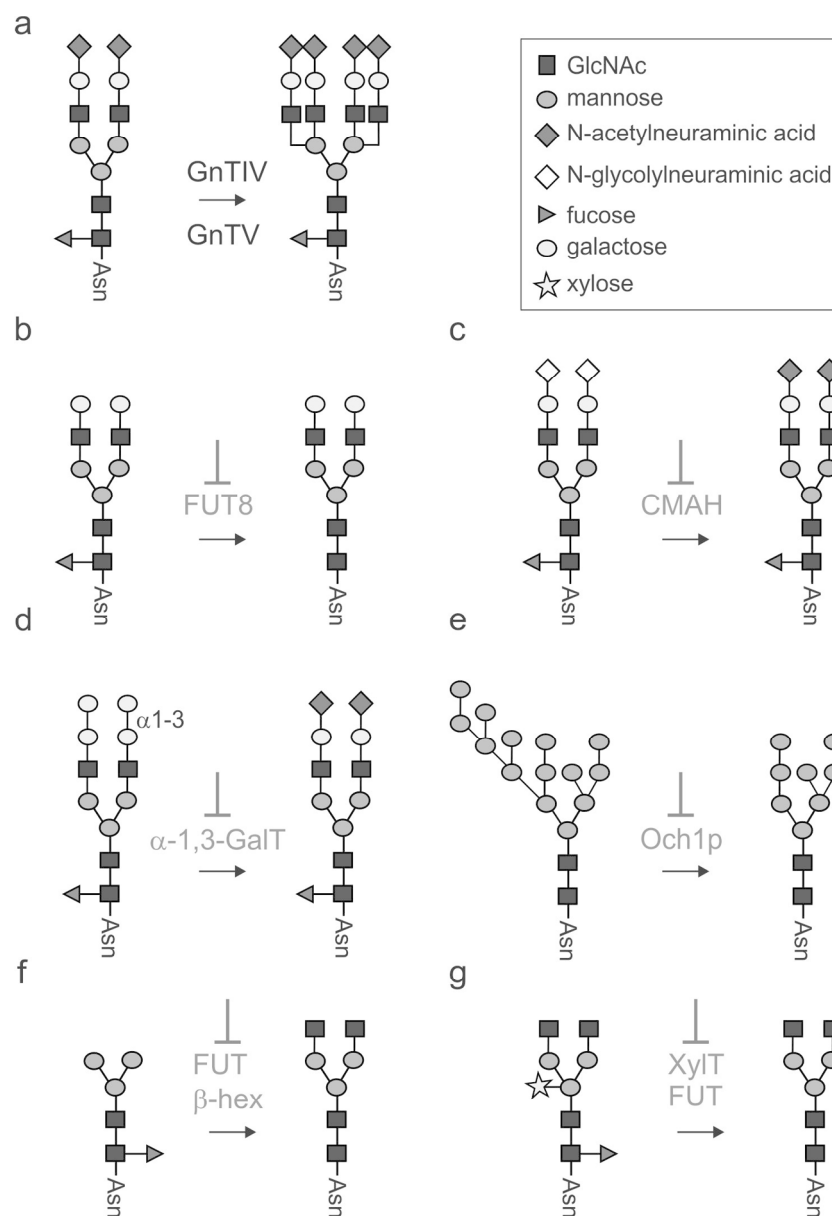 a
GnTIV
GnTV
Asn
Asn
GlcNAc
mannose
N-acetylneuraminic acid
N-glycolylneuraminic acid
fucose
galactose
xylose
b
FUT8
Asn
Asn
c
CMAH
Asn
Asn
d
α1-3
α-1,3-GalT
Asn
Asn
e
Och1p
Asn
Asn
f
FUT
β-hex
Asn
Asn
g
XylT
FUT
Asn
Asn